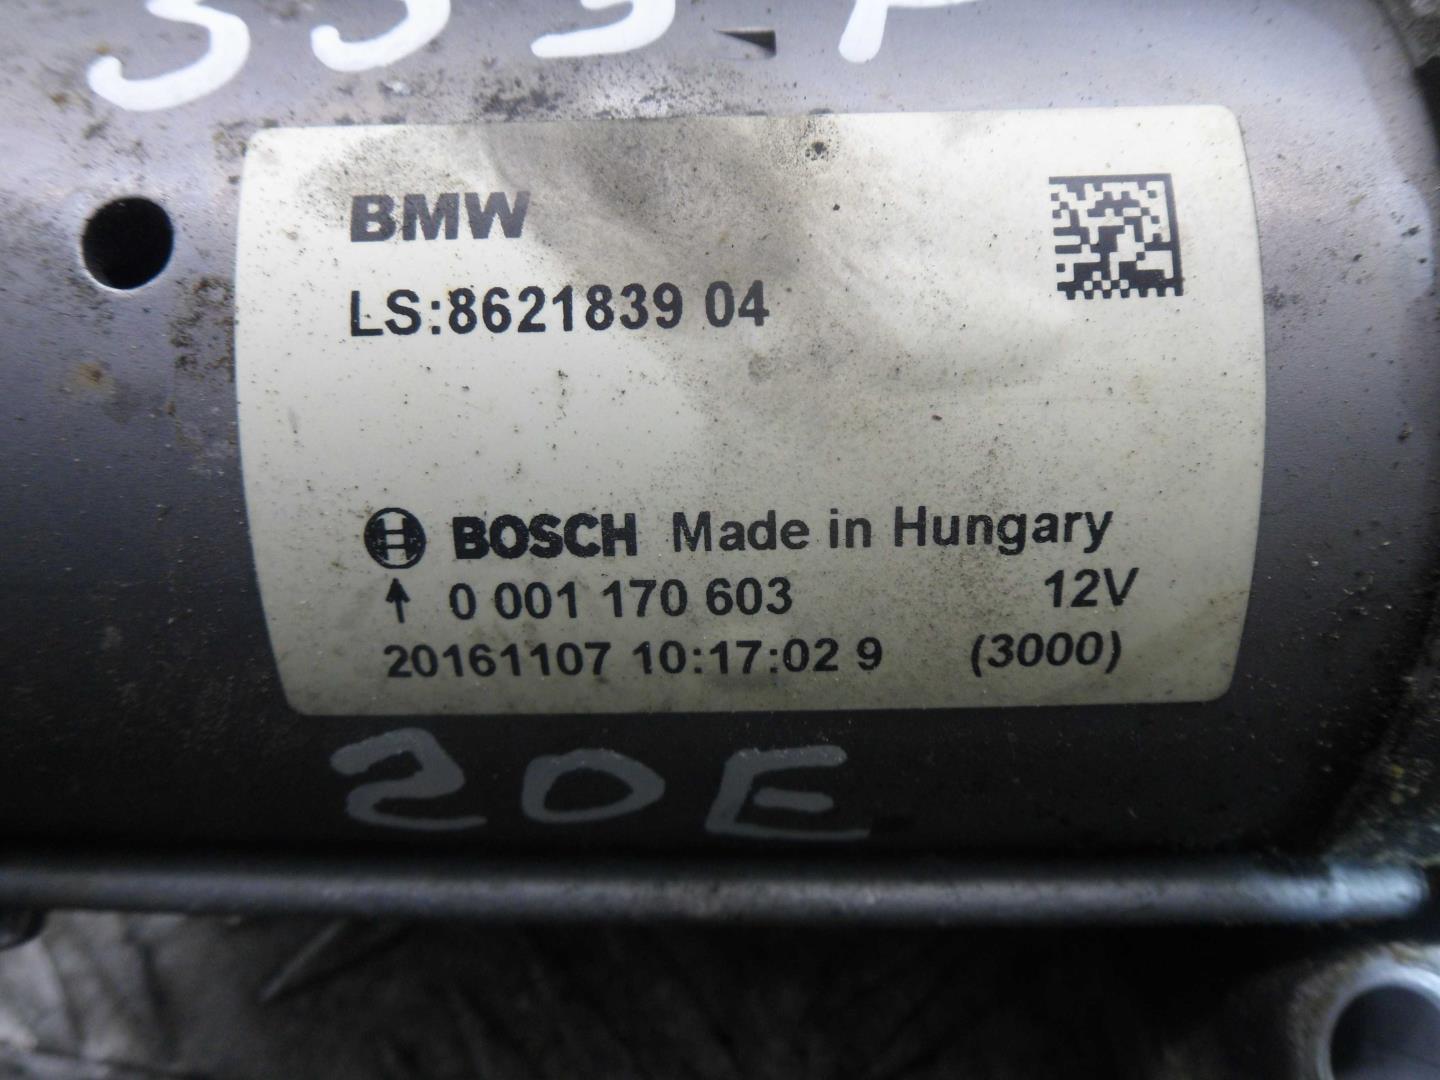 BMW
LS:8621839 04
BOSCH Made in Hungary
0 001 170 603 12V
20161107 10:17:02 9 (3000)
20E